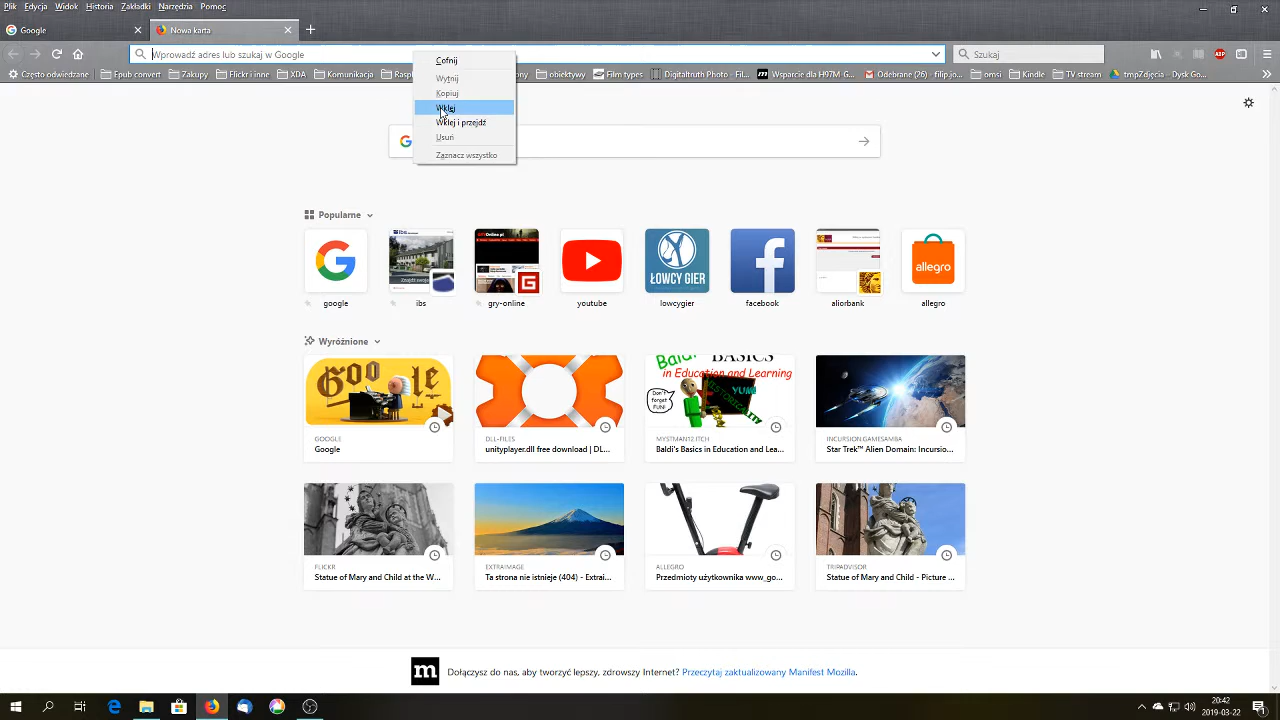 Plik Edycja Widok Historia Zakładki Narzędzia Pomoc
Google Nowa karta
Wprowadź adres lub szukaj w Google Szukaj
Często odwiedzane Epub convert Zakupy Flickr i inne XDA Komunikacja obiektywy Film types Digitaltruth Photo - Fil... Wsparcie dla H97M-G... Odebrane (26) - filip.jo... omsi TV stream tmpZdjęcia – Dysk Go...
Cofnij
Wytnij
Kopiuj
Wklej
Wklej i przejdź
Usuń
Zaznacz wszystko
Popularne
allegro
google ibs gry-online youtube lowcygier facebook aliorbank allegro
ŁOWCY GIER
Wyróżnione
BASICS
in Education and Learning
Don't forget FUN!
GOOGLE DLL-FILES MYSTMAN12 ITCH INCURSION.GAMESAMBA
Google unityplayer.dll free download | DL... Baldi's Basics in Education and Lea... Star Trek™ Alien Domain: Incursio...
FLICKR EXTRAIMAGE ALLEGRO TRIPADVISOR
Statue of Mary and Child at the W... Ta strona nie istnieje (404) - Extrai... Przedmioty użytkownika www_go... Statue of Mary and Child - Picture ...
m Dołączysz do nas, aby tworzyć lepszy, zdrowszy Internet? Przeczytaj zaktualizowany Manifest Mozilla.
20:42
2019-03-22